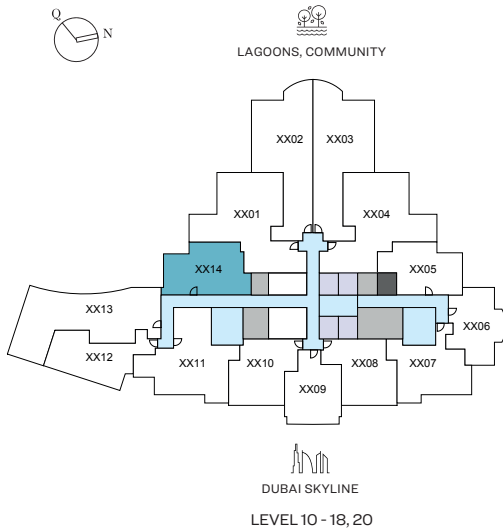 Q
N
LAGOONS, COMMUNITY
XX02 XX03
XX01 XX04
XX14 XX05
XX13 XX06
XX12 XX11 XX10 XX08 XX07
XX09
DUBAI SKYLINE
LEVEL 10 - 18, 20